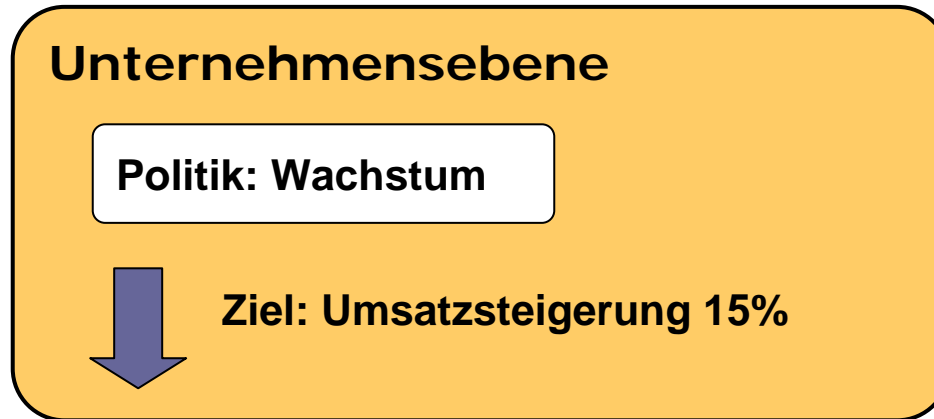 Unternehmensebene
Politik: Wachstum
Ziel: Umsatzsteigerung 15%